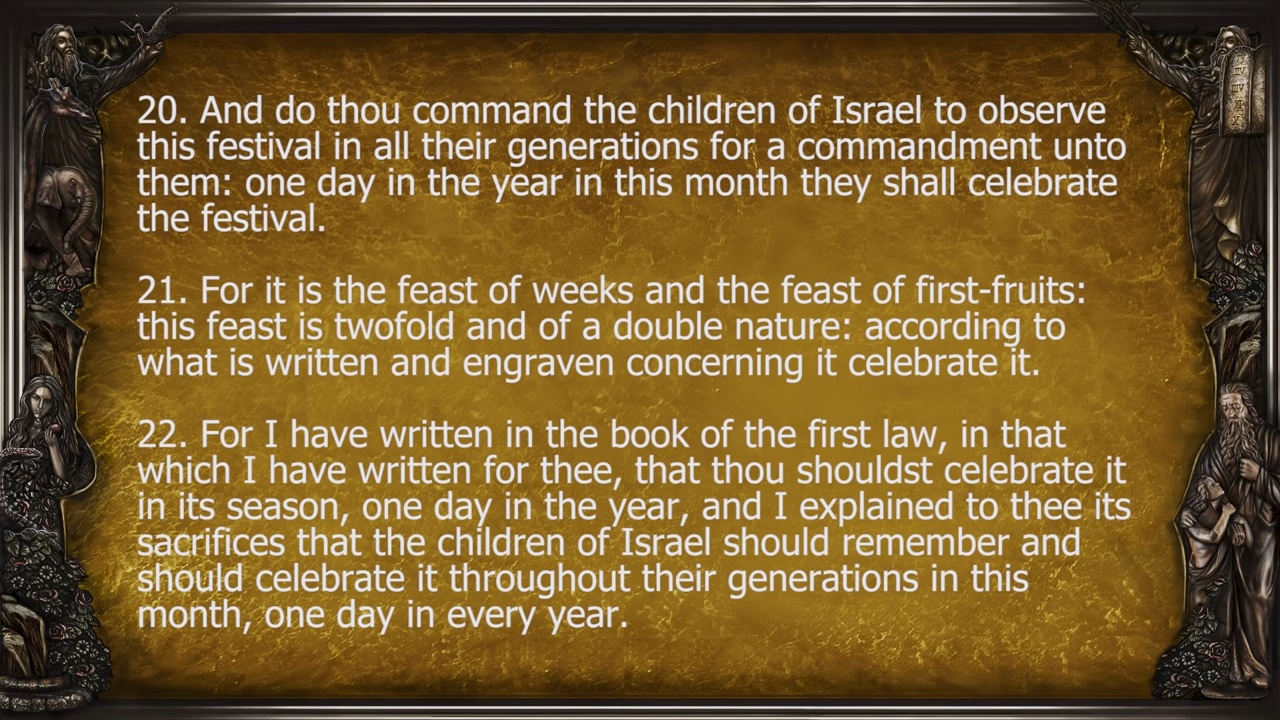 20. And do thou command the children of Israel to observe
this festival in all their generations for a commandment unto
them: one day in the year in this month they shall celebrate
the festival.
21. For it is the feast of weeks and the feast of first-fruits:
this feast is twofold and of a double nature: according to
what is written and engraven concerning it celebrate it.
22. For I have written in the book of the first law, in that
which I have written for thee, that thou shouldst celebrate it
in its season, one day in the year, and I explained to thee its
sacrifices that the children of Israel should remember and
should celebrate it throughout their generations in this
month, one day in every year.